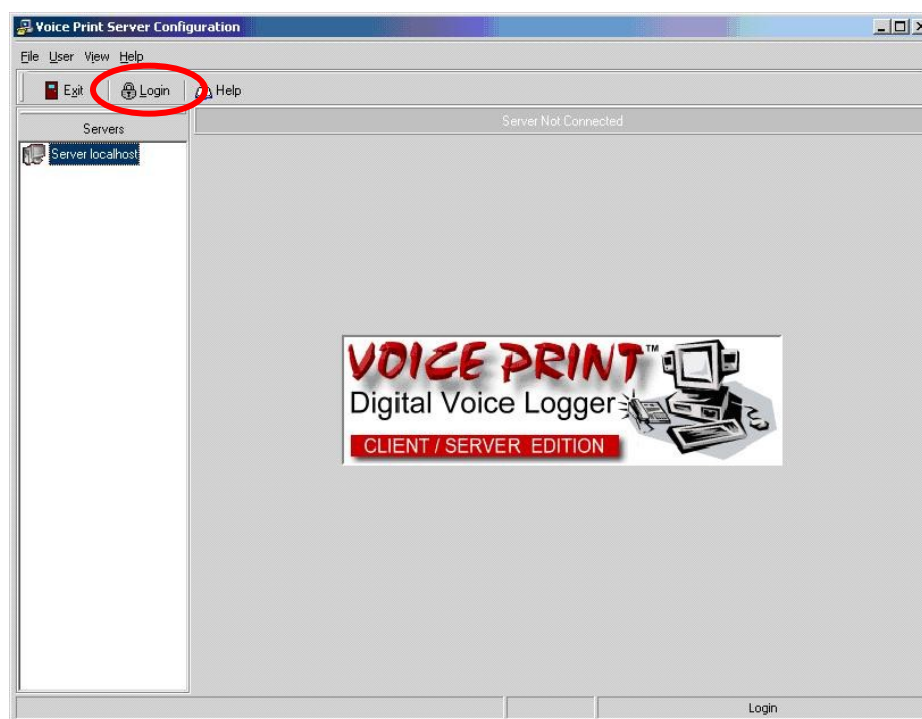 Voice Print Server Configuration
File User View Help
Exit Login Help
Servers
Server Not Connected
Server localhost
VOICE PRINT™
Digital Voice Logger
CLIENT / SERVER EDITION
Login